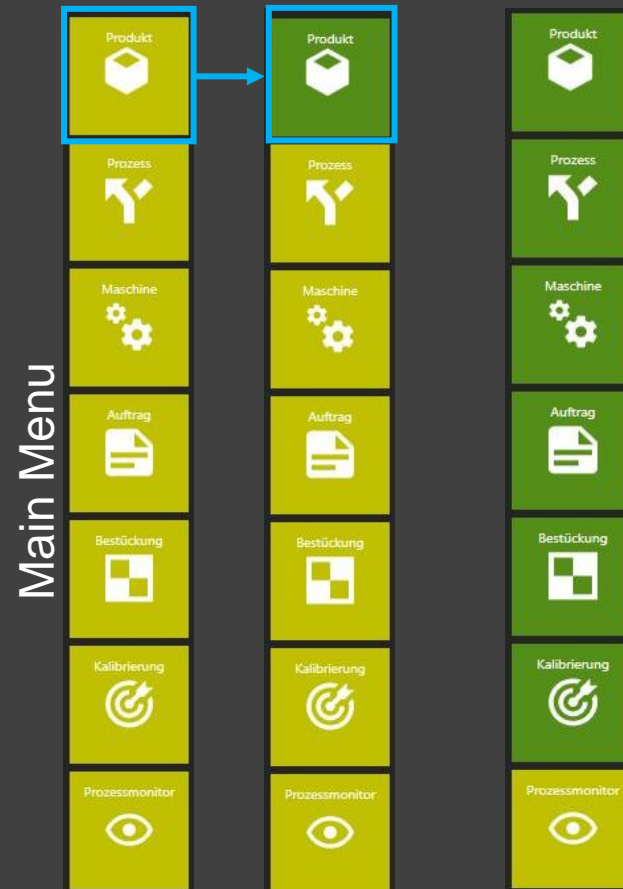 Main Menu
Produkt
Prozess
Maschine
Auftrag
Bestückung
Kalibrierung
Prozessmonitor
Produkt
Prozess
Maschine
Auftrag
Bestückung
Kalibrierung
Prozessmonitor
Produkt
Prozess
Maschine
Auftrag
Bestückung
Kalibrierung
Prozessmonitor